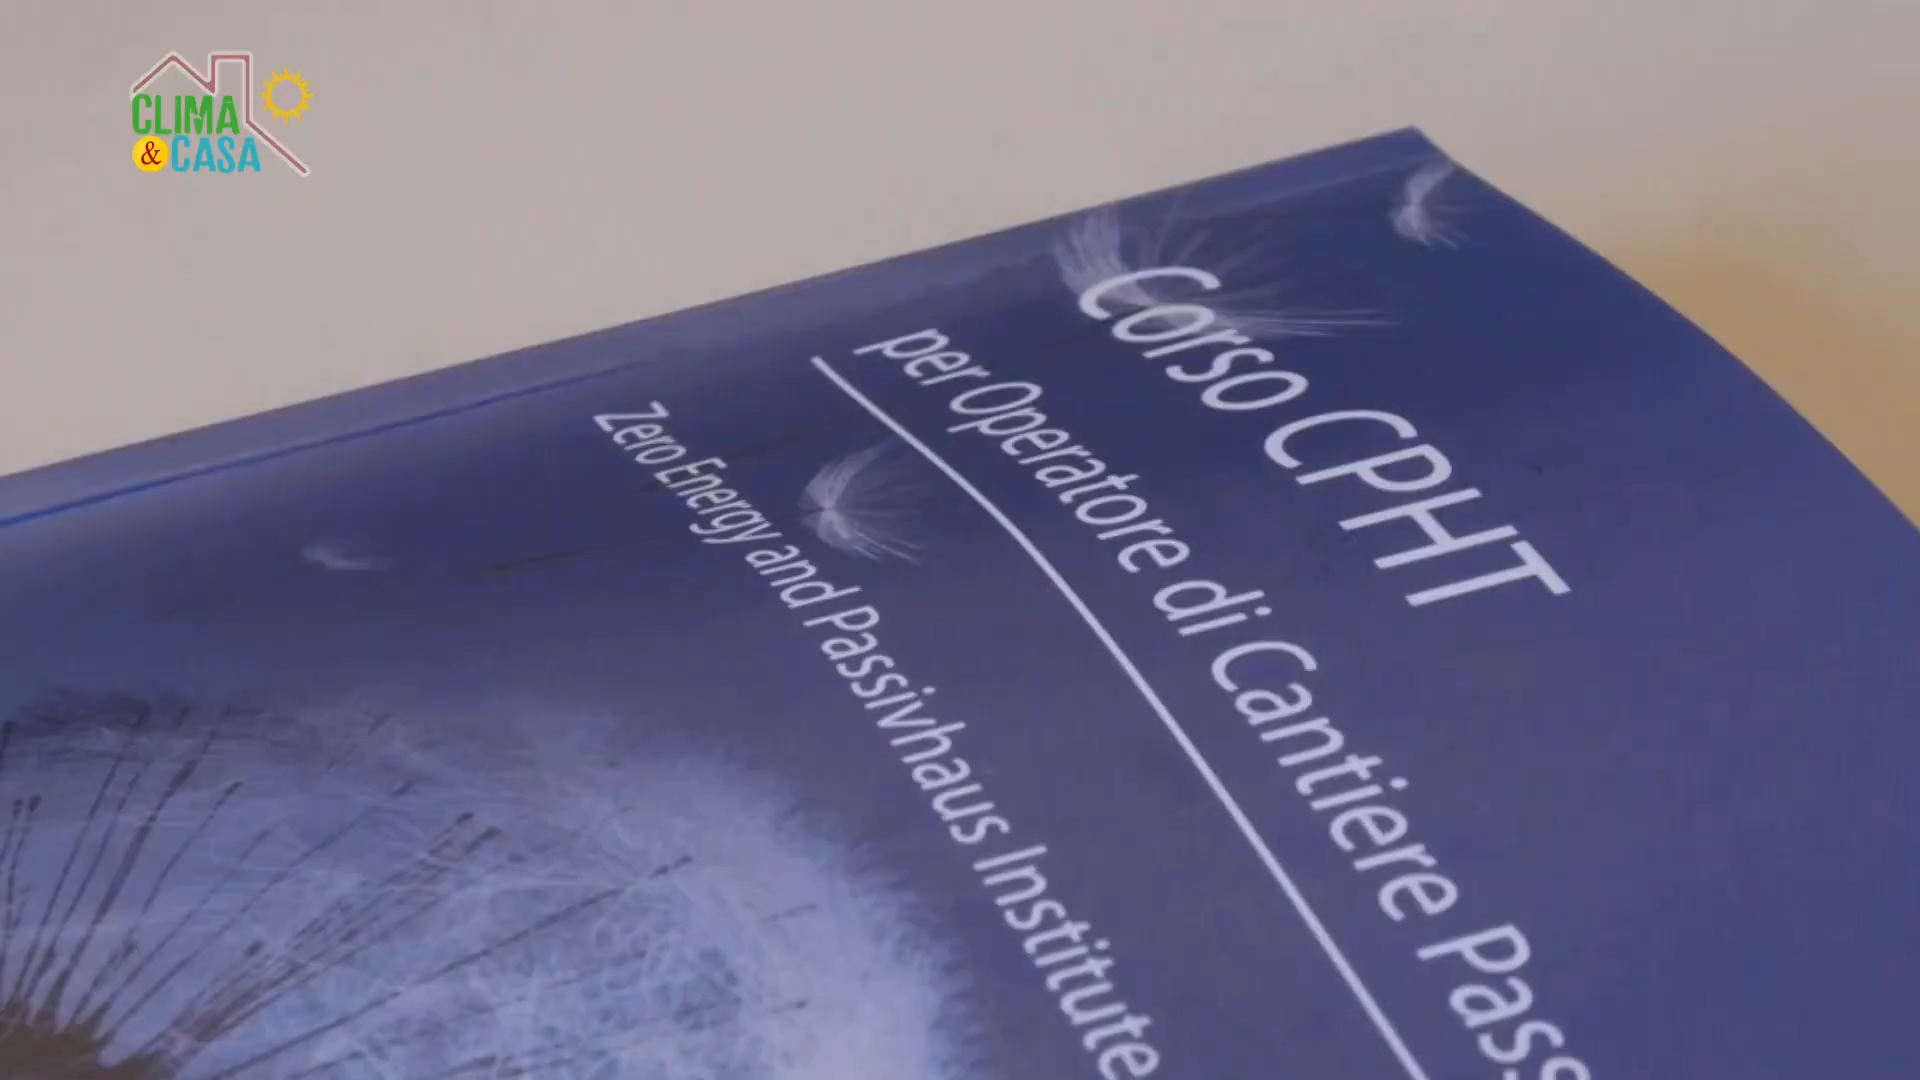 CLIMA
& CASA
Corso CPHT
per Operatore di Cantiere Pass
Zero Energy and Passivhaus Institute